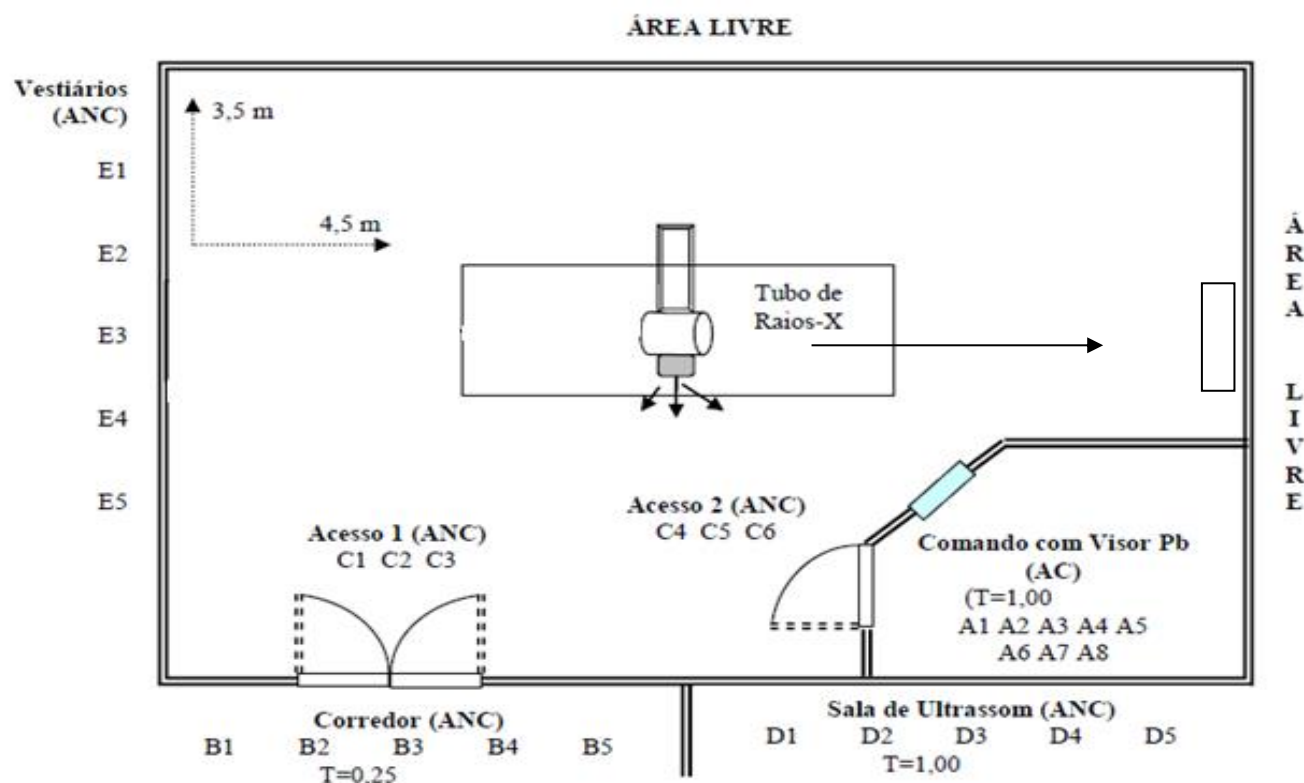 ÁREA LIVRE
Vestiários
(ANC)
3,5 m
E1
4,5 m
E2
Tubo de
Raios-X
E3
E4
E5
Á
R
E
A
L
I
V
R
E
Acesso 1 (ANC)
C1 C2 C3
Acesso 2 (ANC)
C4 C5 C6
Comando com Visor Pb
(AC)
(T=1,00
A1 A2 A3 A4 A5
A6 A7 A8
Corredor (ANC)
B1 B2 B3 B4 B5
T=0,25
Sala de Ultrassom (ANC)
D1 D2 D3 D4 D5
T=1,00